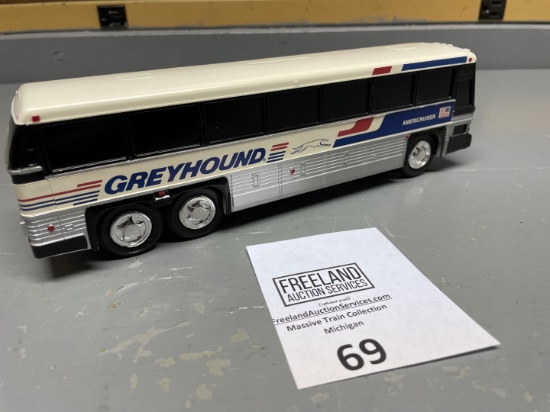 AMERICRUISER
GREYHOUND
FREELAND
AUCTION SERVICES
FreelandAuctionServices.com
Massive Train Collection
Michigan
69